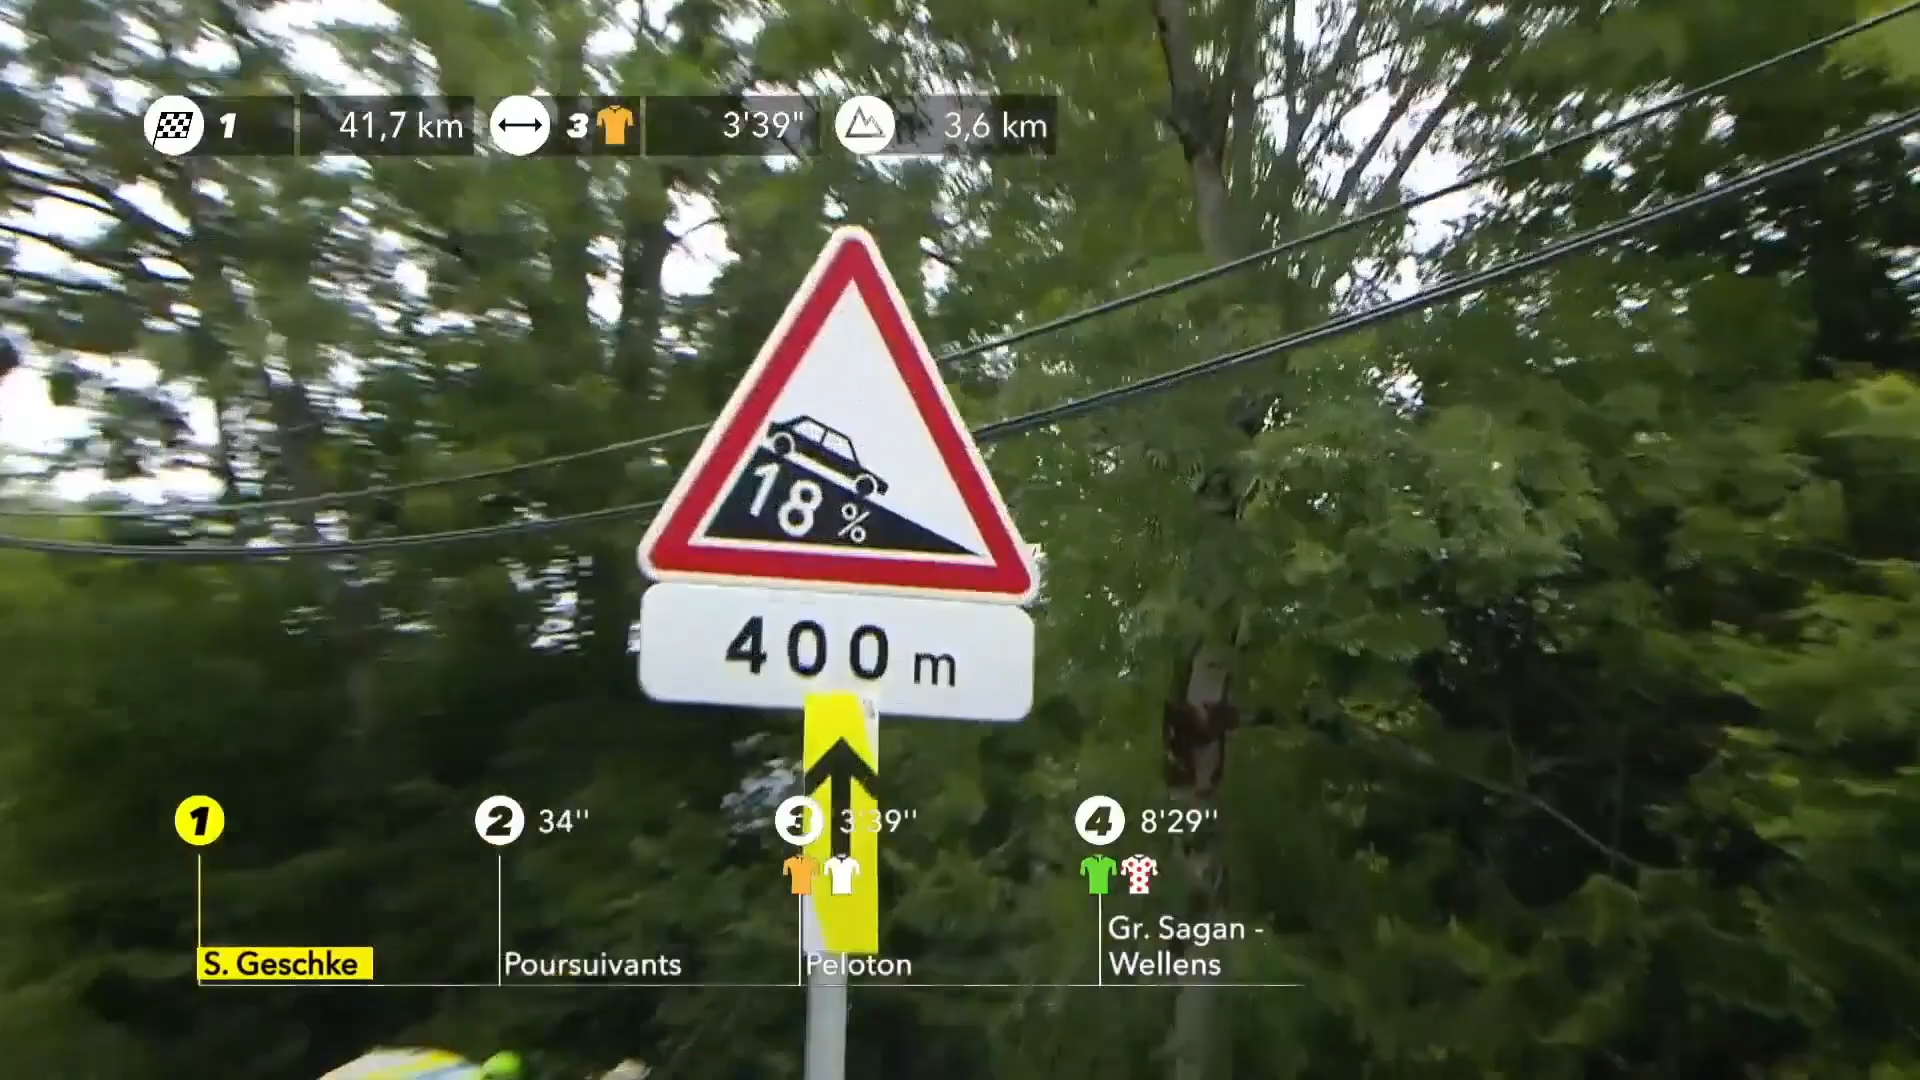 1 41,7 km 3 3'39" 3,6 km
18 %
400 m
1 2 34'' 3 3'39'' 4 8'29''
S. Geschke
Poursuivants
Peloton
Gr. Sagan -
Wellens